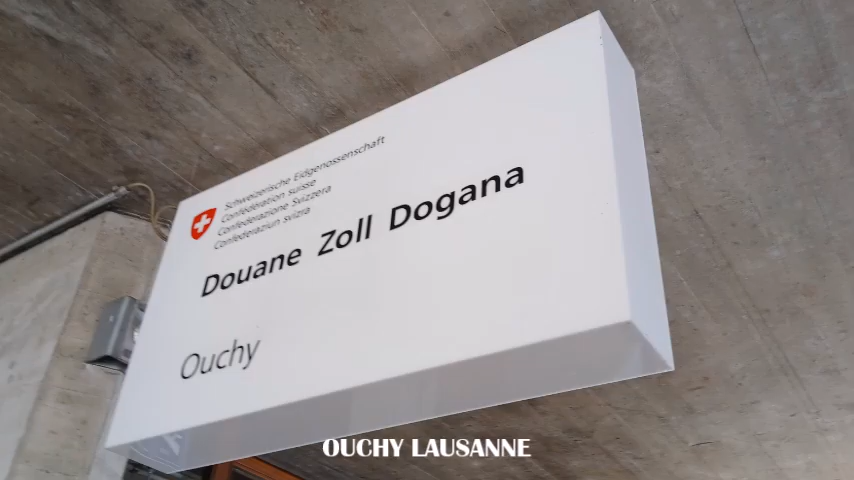 Schweizerische Eidgenossenschaft
Confédération suisse
Confederazione Svizzera
Confederaziun svizra
Douane Zoll Dogana
Ouchy
OUCHY LAUSANNE